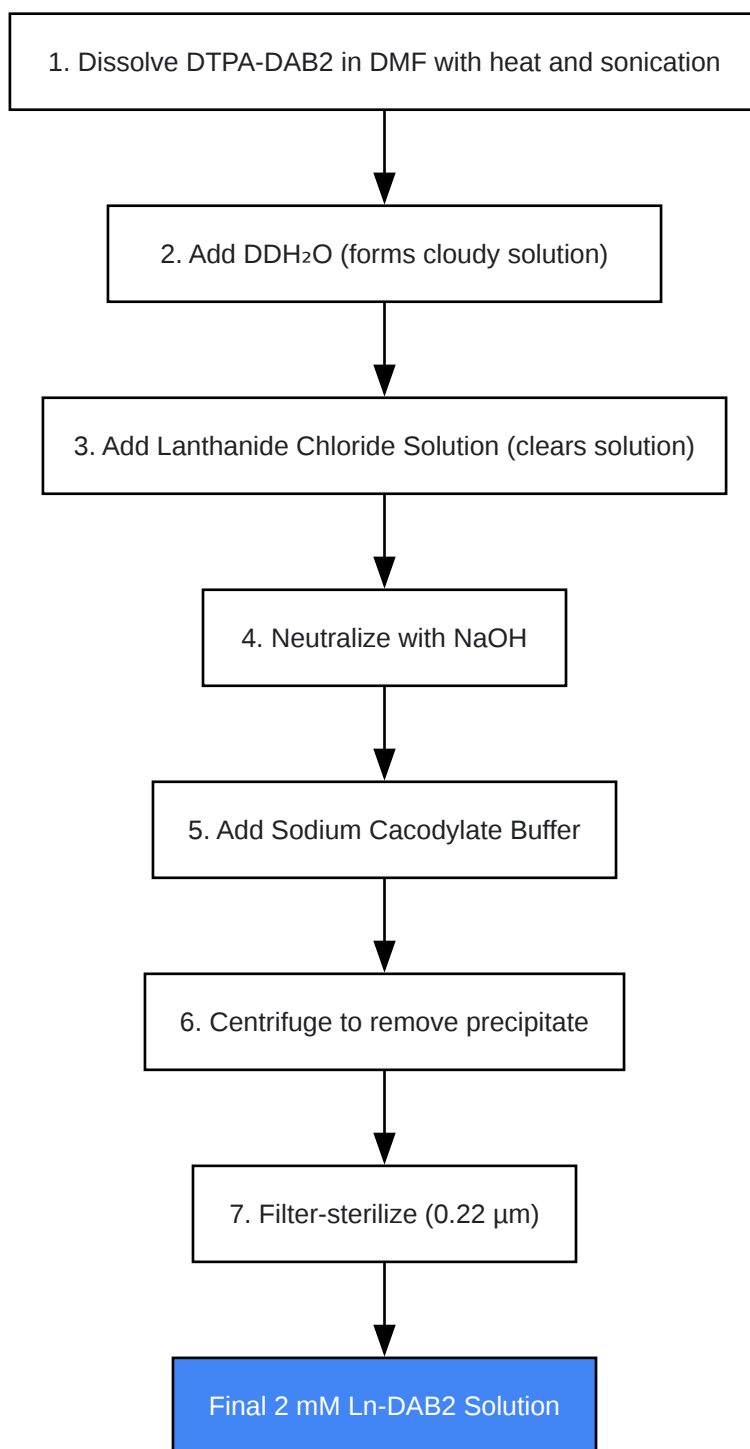 1. Dissolve DTPA-DAB2 in DMF with heat and sonication
2. Add DDH₂O (forms cloudy solution)
3. Add Lanthanide Chloride Solution (clears solution)
4. Neutralize with NaOH
5. Add Sodium Cacodylate Buffer
6. Centrifuge to remove precipitate
7. Filter-sterilize (0.22 µm)
Final 2 mM Ln-DAB2 Solution